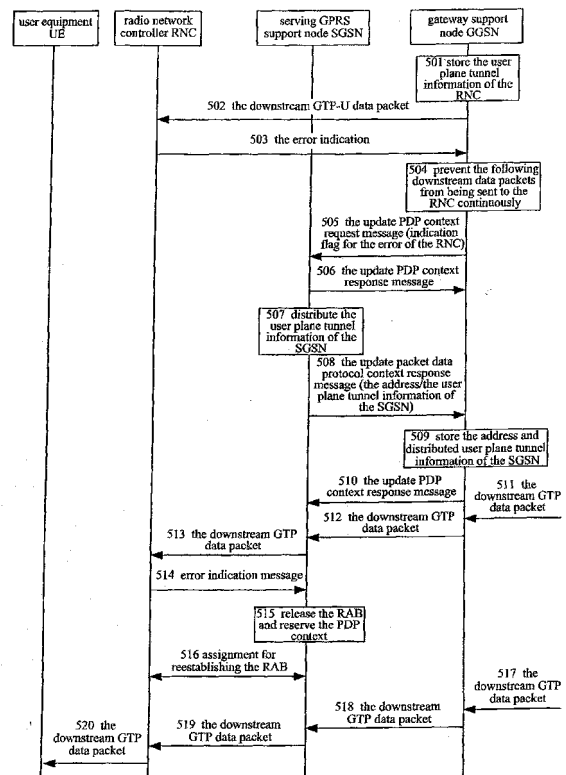 user equipment
UE
radio network
controller RNC
serving GPRS
support node SGSN
gateway support
node GGSN
501 store the user
plane tunnel
information of the
RNC
502 the downstream GTP-U data packet
503 the error indication
504 prevent the following
downstream data packets
from being sent to the
RNC continuously
505 the update PDP context
request message (indication
flag for the error of the RNC)
506 the update PDP context
response message
507 distribute the
user plane tunnel
information of the
SGSN
508 the update packet data
protocol context response
message (the address/the user
plane tunnel information of
the SGSN)
509 store the address and
distributed user plane tunnel
information of the SGSN
510 the update PDP
context response message
511 the
downstream GTP
data packet
512 the downstream GTP
data packet
513 the downstream GTP
data packet
514 error indication message
515 release the RAB
and reserve the PDP
context
516 assignment for
reestablishing the RAB
517 the
downstream GTP
data packet
518 the downstream
GTP data packet
519 the downstream
GTP data packet
520 the
downstream GTP
data packet